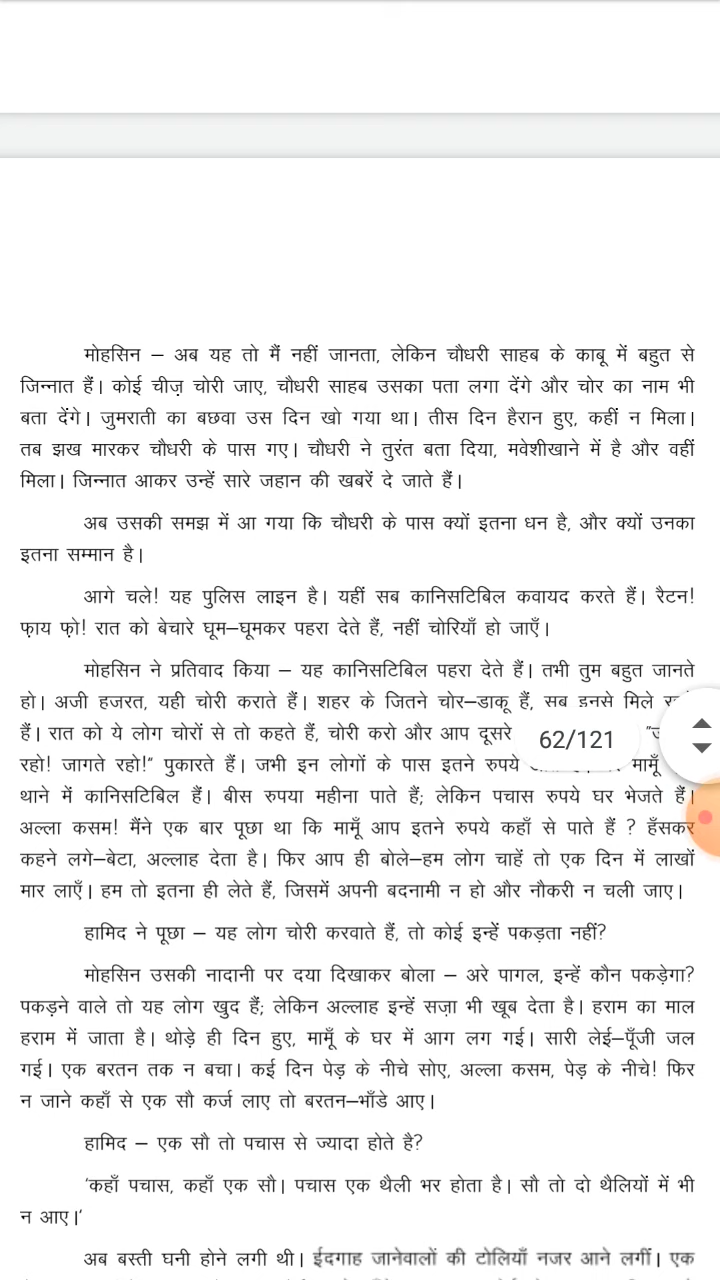 मोहसिन – अब यह तो मैं नहीं जानता, लेकिन चौधरी साहब के काबू में बहुत से
जिन्नात हैं। कोई चीज़ चोरी जाए, चौधरी साहब उसका पता लगा देंगे और चोर का नाम भी
बता देंगे। जुमराती का बछवा उस दिन खो गया था। तीस दिन हैरान हुए, कहीं न मिला।
तब झख मारकर चौधरी के पास गए। चौधरी ने तुरंत बता दिया, मवेशीखाने में है और वहीं
मिला। जिन्नात आकर उन्हें सारे जहान की खबरें दे जाते हैं।
अब उसकी समझ में आ गया कि चौधरी के पास क्यों इतना धन है, और क्यों उनका
इतना सम्मान है।
आगे चले! यह पुलिस लाइन है। यहीं सब कानिसटिबिल कवायद करते हैं। रैटन!
फ़ाय फ़ो! रात को बेचारे घूम–घूमकर पहरा देते हैं, नहीं चोरियाँ हो जाएँ।
मोहसिन ने प्रतिवाद किया – यह कानिसटिबिल पहरा देते हैं। तभी तुम बहुत जानते
हो। अजी हजरत, यही चोरी कराते हैं। शहर के जितने चोर–डाकू हैं, सब इनसे मिले
हैं। रात को ये लोग चोरों से तो कहते हैं, चोरी करो और आप दूसरे
62/121
रहो! जागते रहो!” पुकारते हैं। जभी इन लोगों के पास इतने रुपये मामूँ
थाने में कानिसटिबिल हैं। बीस रुपया महीना पाते हैं; लेकिन पचास रुपये घर भेजते हैं।
अल्ला कसम! मैंने एक बार पूछा था कि मामूँ आप इतने रुपये कहाँ से पाते हैं ? हँसकर
कहने लगे–बेटा, अल्लाह देता है। फिर आप ही बोले–हम लोग चाहें तो एक दिन में लाखों
मार लाएँ। हम तो इतना ही लेते हैं, जिसमें अपनी बदनामी न हो और नौकरी न चली जाए।
हामिद ने पूछा – यह लोग चोरी करवाते हैं, तो कोई इन्हें पकड़ता नहीं?
मोहसिन उसकी नादानी पर दया दिखाकर बोला – अरे पागल, इन्हें कौन पकड़ेगा?
पकड़ने वाले तो यह लोग खुद हैं; लेकिन अल्लाह इन्हें सज़ा भी खूब देता है। हराम का माल
हराम में जाता है। थोड़े ही दिन हुए, मामूँ के घर में आग लग गई। सारी लेई–पूँजी जल
गई। एक बरतन तक न बचा। कई दिन पेड़ के नीचे सोए, अल्ला कसम, पेड़ के नीचे! फिर
न जाने कहाँ से एक सौ कर्ज लाए तो बरतन–भाँडे आए।
हामिद – एक सौ तो पचास से ज्यादा होते है?
‘कहाँ पचास, कहाँ एक सौ। पचास एक थैली भर होता है। सौ तो दो थैलियों में भी
न आए।’
अब बस्ती घनी होने लगी थी। ईदगाह जानेवालों की टोलियाँ नजर आने लगीं। एक